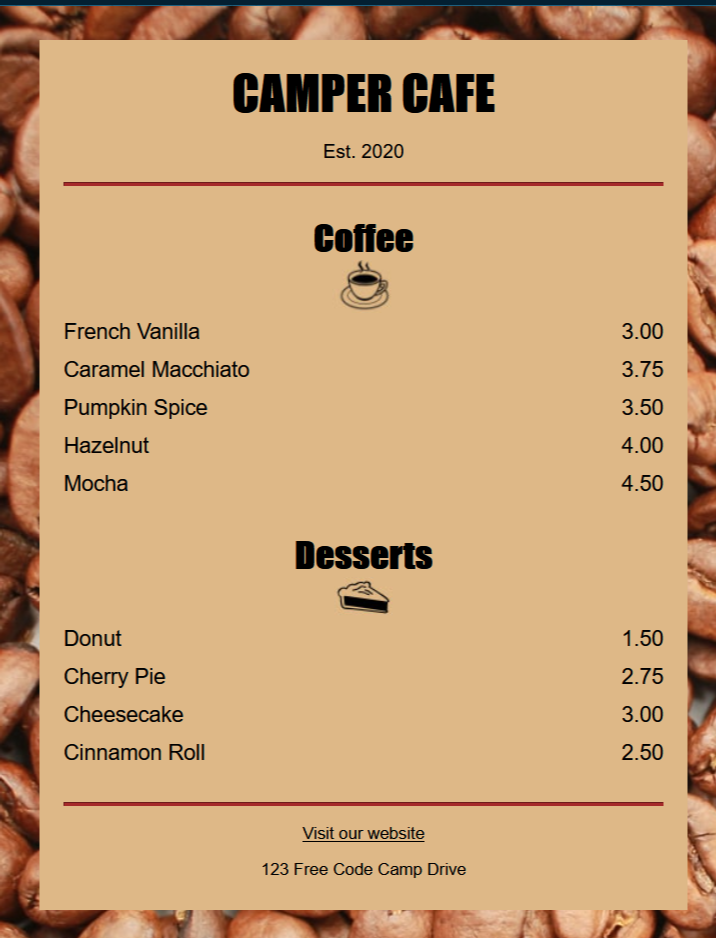 CAMPER CAFE
Est. 2020
Coffee
French Vanilla 3.00
Caramel Macchiato 3.75
Pumpkin Spice 3.50
Hazelnut 4.00
Mocha 4.50
Desserts
Donut 1.50
Cherry Pie 2.75
Cheesecake 3.00
Cinnamon Roll 2.50
Visit our website
123 Free Code Camp Drive